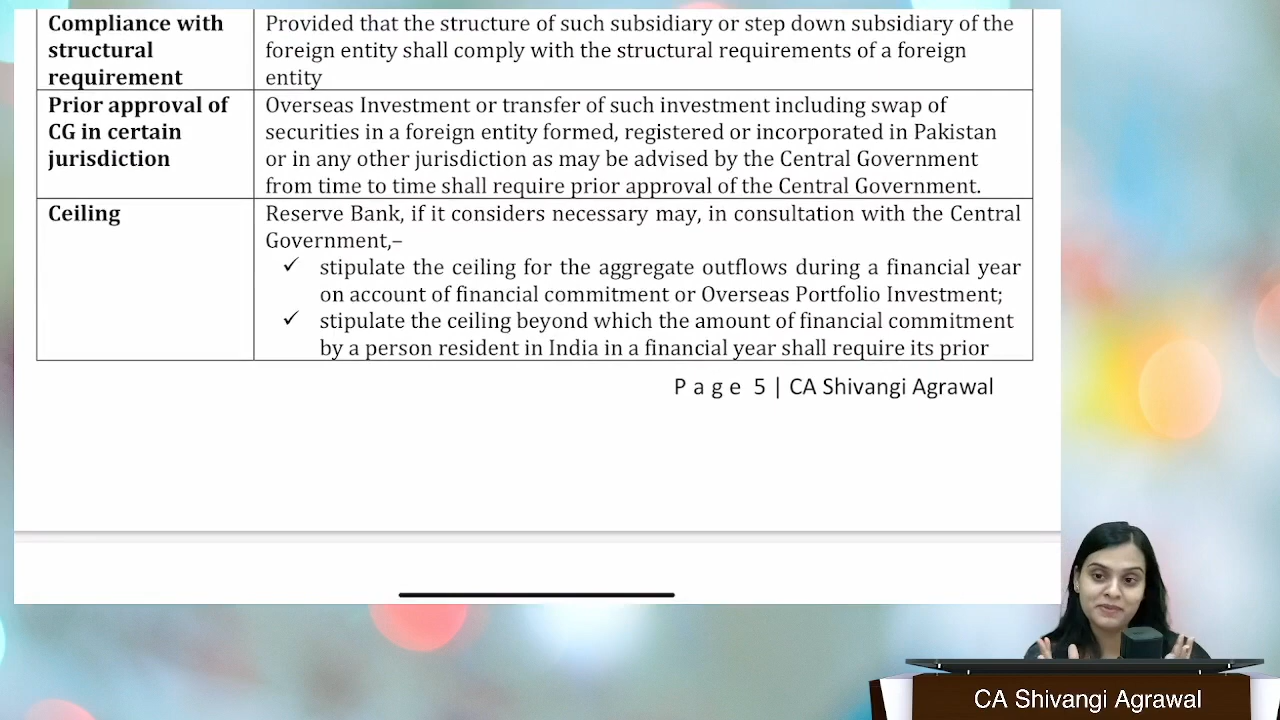 Compliance with
structural
requirement
Provided that the structure of such subsidiary or step down subsidiary of the
foreign entity shall comply with the structural requirements of a foreign
entity
Prior approval of
CG in certain
jurisdiction
Overseas Investment or transfer of such investment including swap of
securities in a foreign entity formed, registered or incorporated in Pakistan
or in any other jurisdiction as may be advised by the Central Government
from time to time shall require prior approval of the Central Government.
Ceiling
Reserve Bank, if it considers necessary may, in consultation with the Central
Government,–
✓ stipulate the ceiling for the aggregate outflows during a financial year
on account of financial commitment or Overseas Portfolio Investment;
✓ stipulate the ceiling beyond which the amount of financial commitment
by a person resident in India in a financial year shall require its prior
P a g e 5 | CA Shivangi Agrawal
CA Shivangi Agrawal